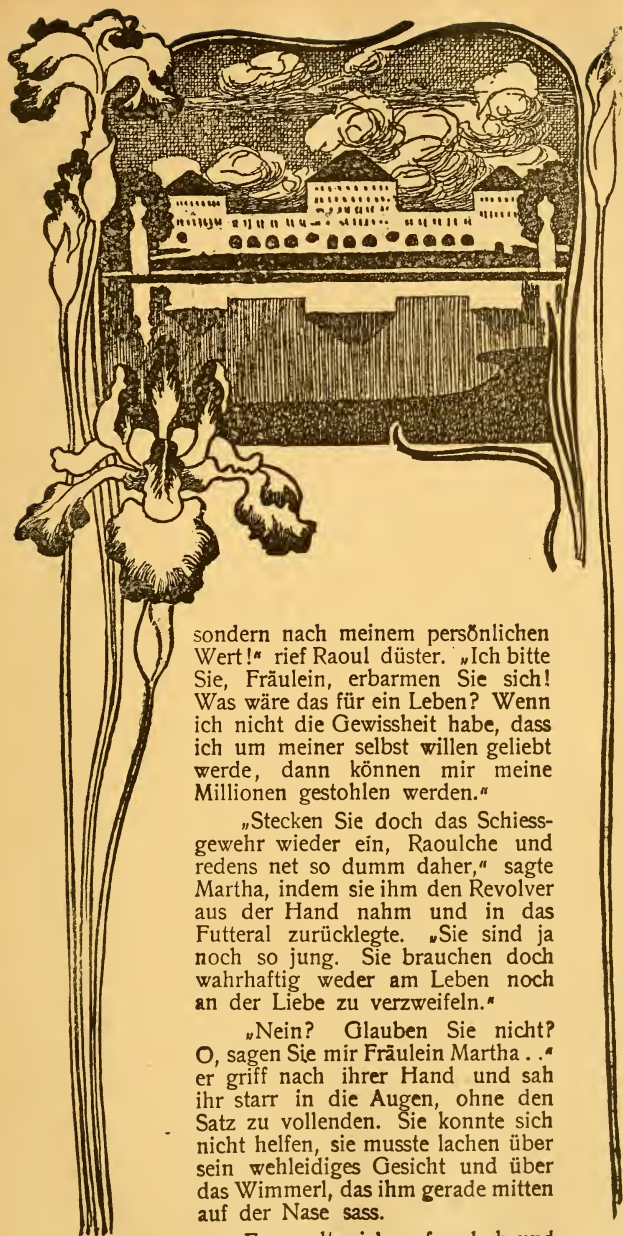 sondern nach meinem persönlichen
Wert!“ rief Raoul düster. „Ich bitte
Sie, Fräulein, erbarmen Sie sich!
Was wäre das für ein Leben? Wenn
ich nicht die Gewissheit habe, dass
ich um meiner selbst willen geliebt
werde, dann können mir meine
Millionen gestohlen werden.“
„Stecken Sie doch das Schiess-
gewehr wieder ein, Raoulche und
redens net so dumm daher,“ sagte
Martha, indem sie ihm den Revolver
aus der Hand nahm und in das
Futteral zurücklegte. „Sie sind ja
noch so jung. Sie brauchen doch
wahrhaftig weder am Leben noch
an der Liebe zu verzweifeln.“
„Nein? Glauben Sie nicht?
O, sagen Sie mir Fräulein Martha . .“
er griff nach ihrer Hand und sah
ihr starr in die Augen, ohne den
Satz zu vollenden. Sie konnte sich
nicht helfen, sie musste lachen über
sein wehleidiges Gesicht und über
das Wimmerl, das ihm gerade mitten
auf der Nase sass.